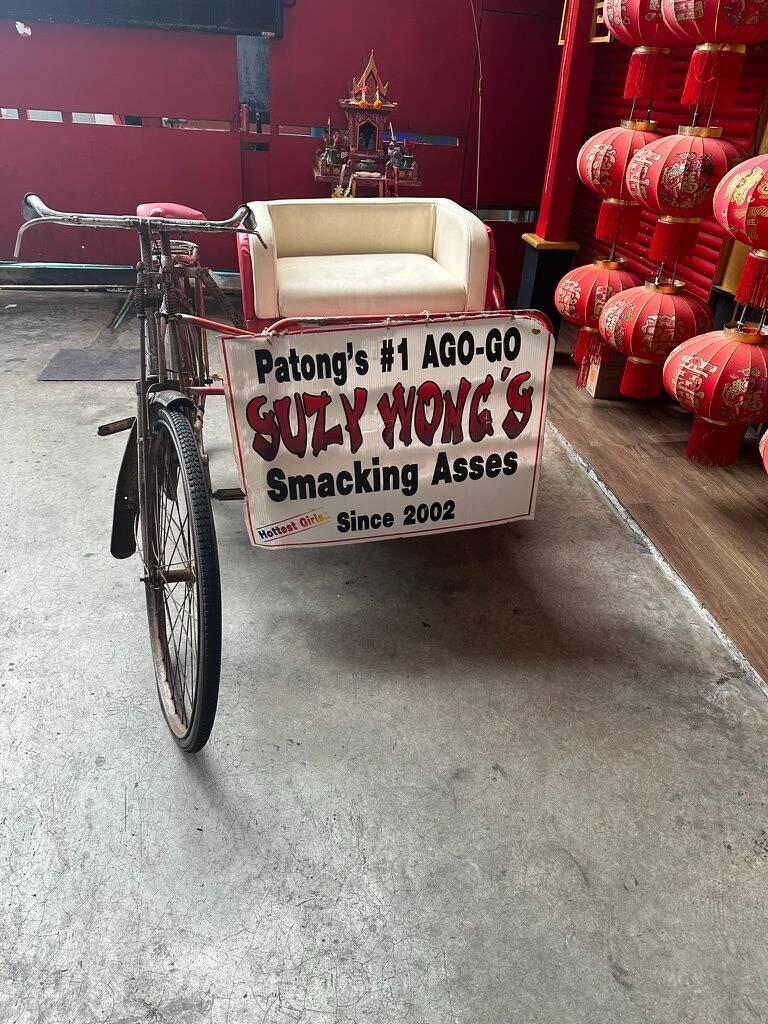 Patong's #1 AGO-GO
SUZY WONG'S
Smacking Asses
Hottest Girls..
Since 2002